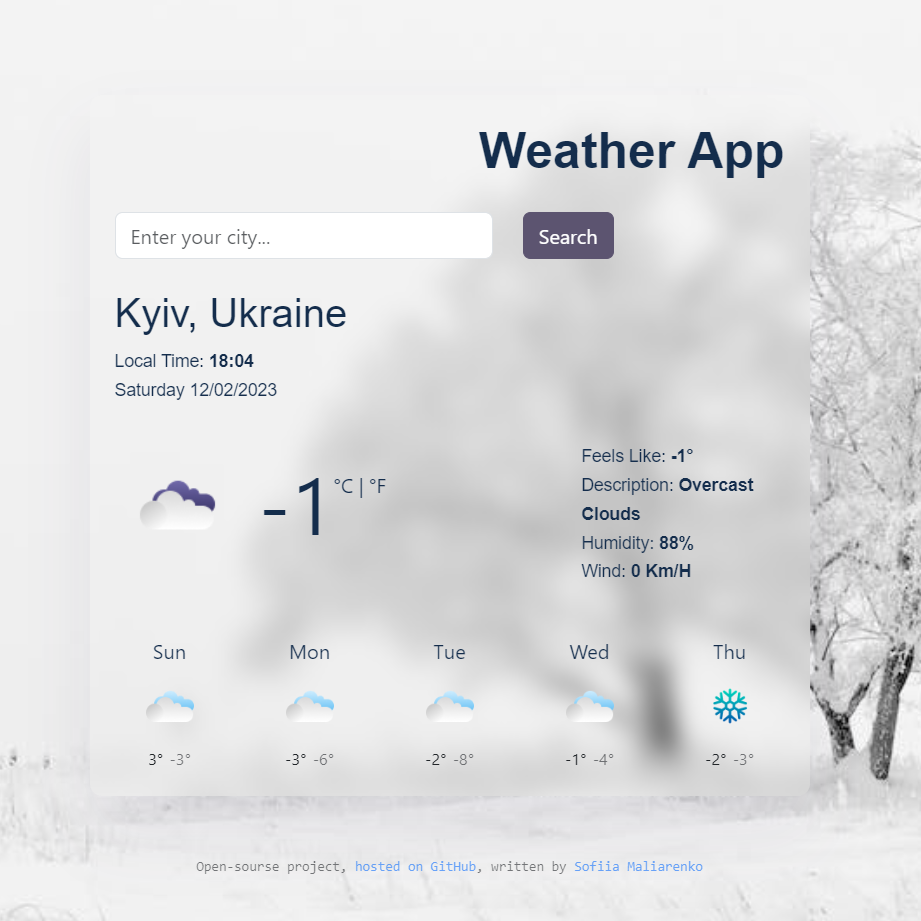 Weather App
Enter your city...
Search
Kyiv, Ukraine
Local Time: 18:04
Saturday 12/02/2023
-1 °C | °F
Feels Like: -1°
Description: Overcast
Clouds
Humidity: 88%
Wind: 0 Km/H
Sun Mon Tue Wed Thu
3° -3° -3° -6° -2° -8° -1° -4° -2° -3°
Open-sourse project, hosted on GitHub, written by Sofiia Maliarenko